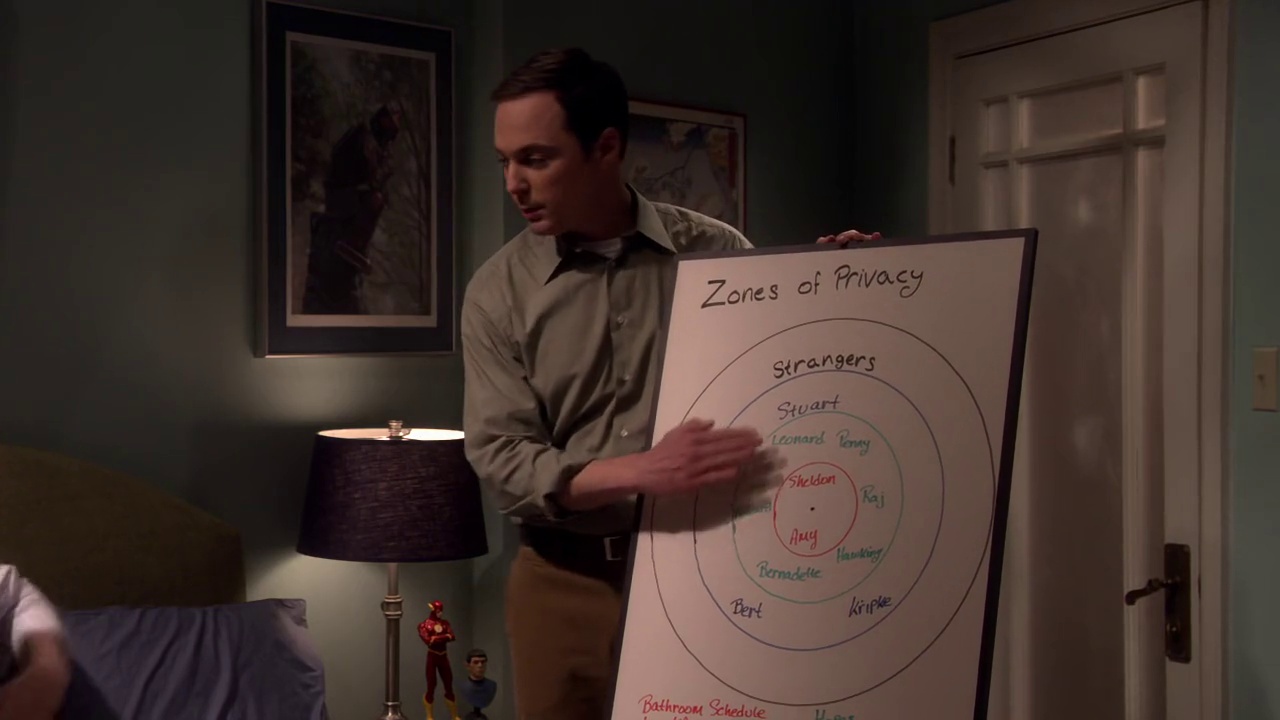 Zones of Privacy
Strangers
Stuart
Leonard Penny
Sheldon
Raj
Amy
Hawking
Bernadette
Bert
Kripke
Bathroom Schedule